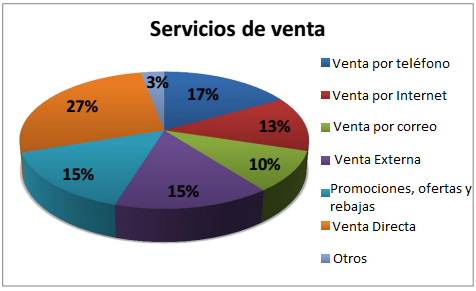 Servicios de venta
3%
17%
27%
13%
10%
15%
15%
Venta por teléfono
Venta por Internet
Venta por correo
Venta Externa
Promociones, ofertas y
rebajas
Venta Directa
Otros